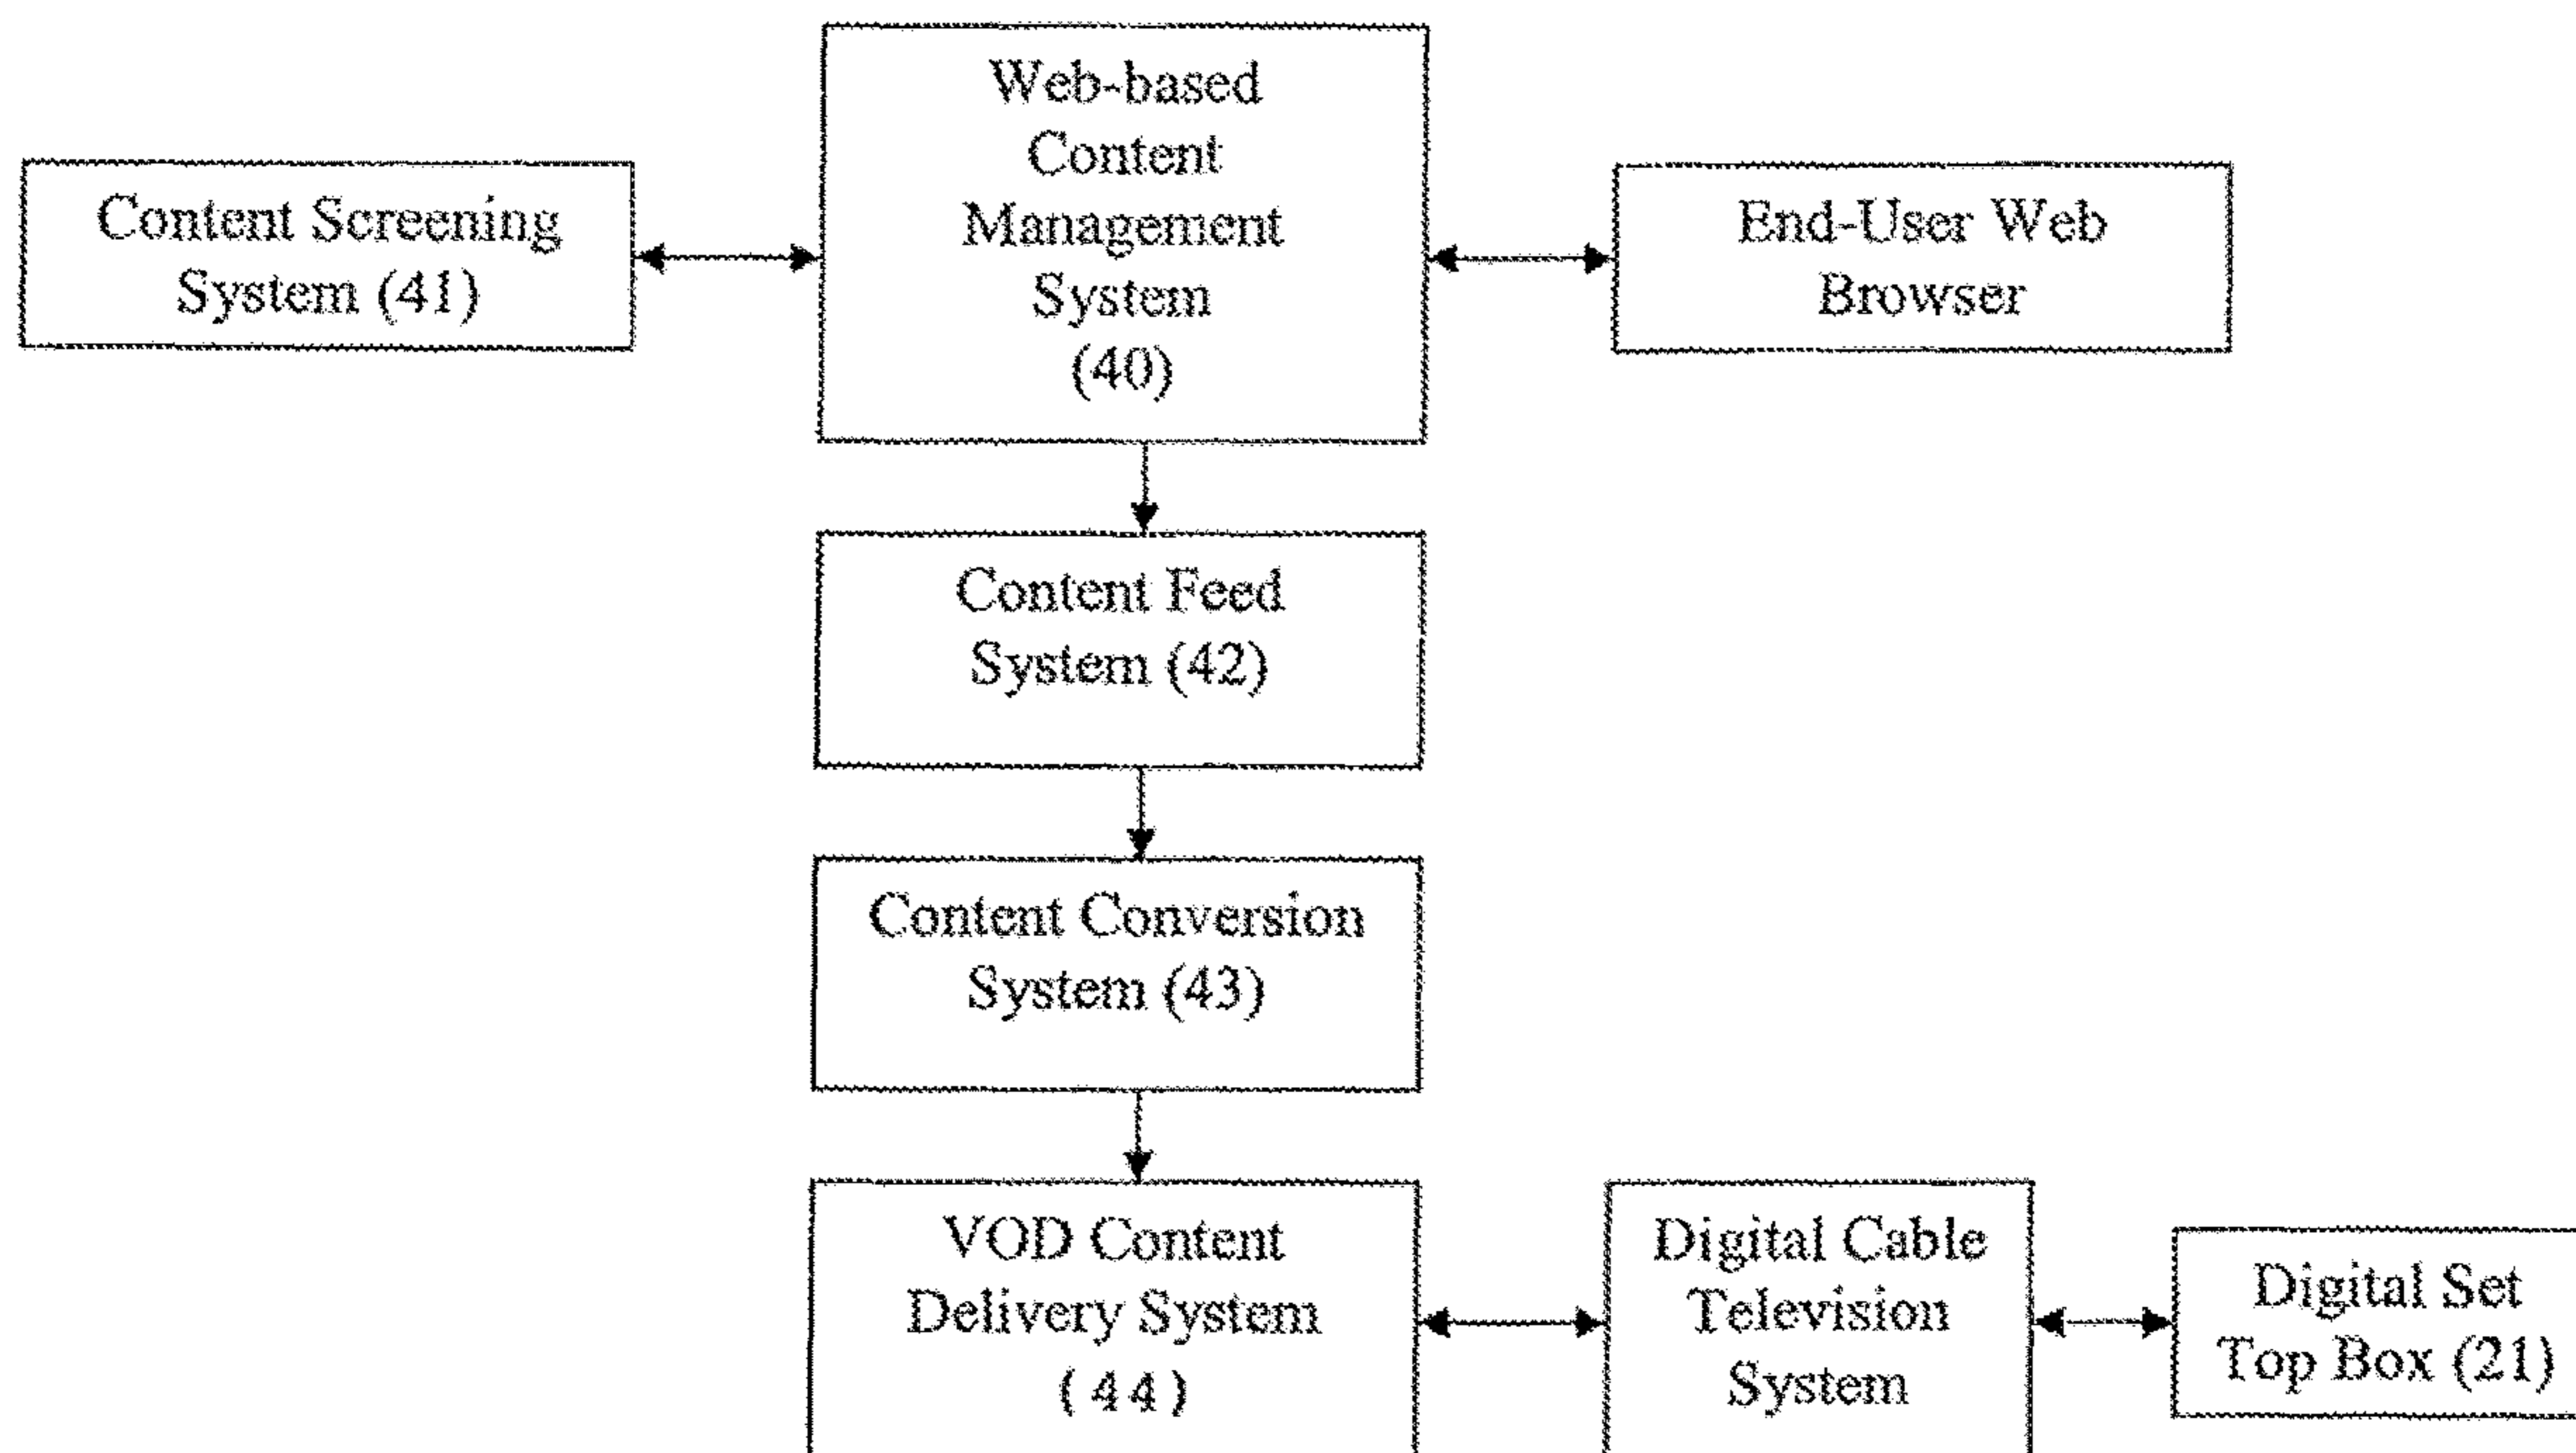 Web-based
Content
Management
System
(40)
Content Screening
System (41)
End-User Web
Browser
Content Feed
System (42)
Content Conversion
System (43)
VOD Content
Delivery System
(44)
Digital Cable
Television
System
Digital Set
Top Box (21)